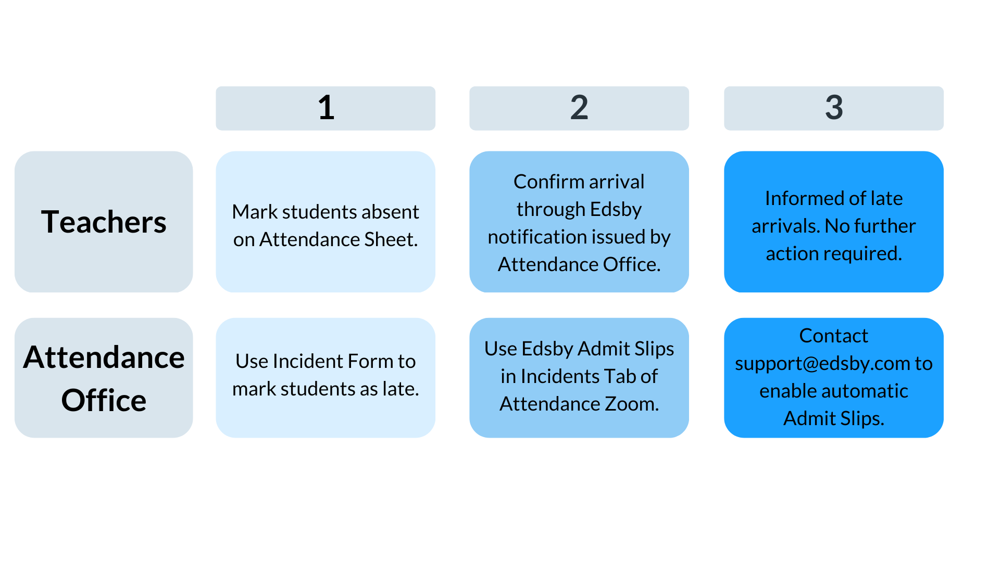 1
2
3
Teachers
Mark students absent
on Attendance Sheet.
Confirm arrival
through Edsby
notification issued by
Attendance Office.
Informed of late
arrivals. No further
action required.
Attendance
Office
Use Incident Form to
mark students as late.
Use Edsby Admit Slips
in Incidents Tab of
Attendance Zoom.
Contact
support@edsby.com to
enable automatic
Admit Slips.